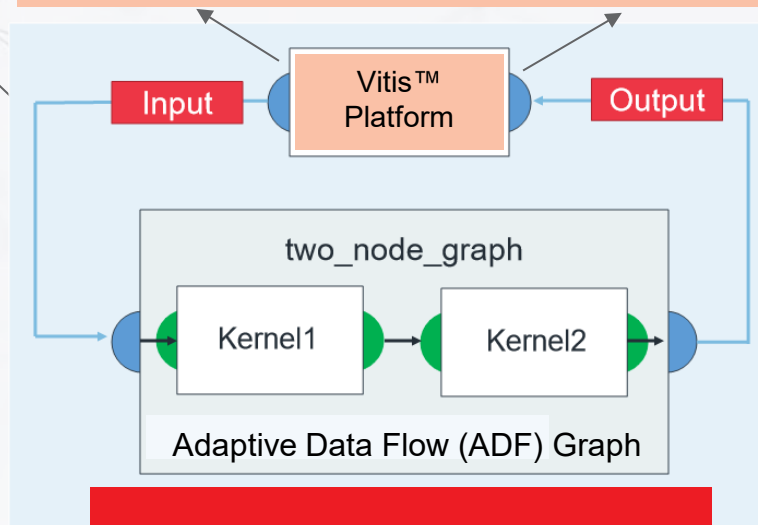 Vitis™
Platform
Input
Output
two_node_graph
Kernel1
Kernel2
Adaptive Data Flow (ADF) Graph